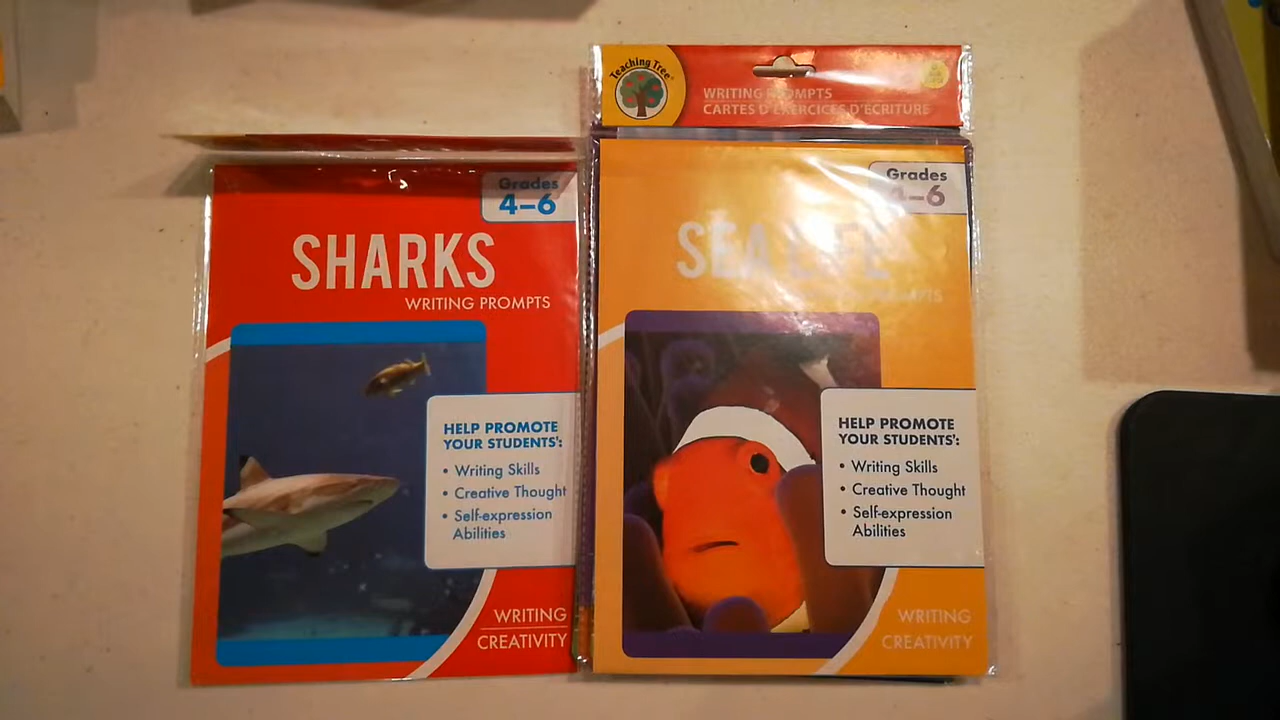 Grades
4–6
SHARKS
WRITING PROMPTS
HELP PROMOTE
YOUR STUDENTS':
• Writing Skills
• Creative Thought
• Self-expression
Abilities
WRITING
CREATIVITY
Teaching Tree®
WRITING PROMPTS
CARTES D'EXERCICES D'ÉCRITURE
Grades
4–6
SEA LIFE
PROMPTS
HELP PROMOTE
YOUR STUDENTS':
• Writing Skills
• Creative Thought
• Self-expression
Abilities
WRITING
CREATIVITY